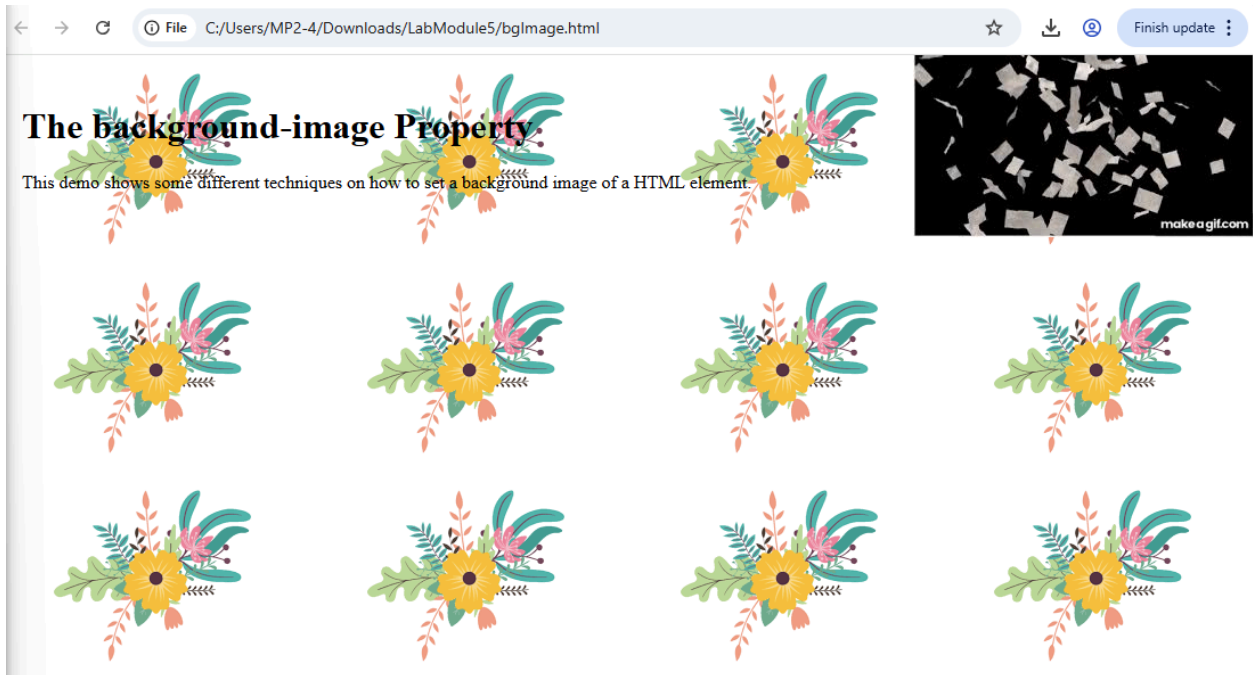 File C:/Users/MP2-4/Downloads/LabModule5/bgImage.html Finish update
The background-image Property
This demo shows some different techniques on how to set a background image of a HTML element.
makeagif.com